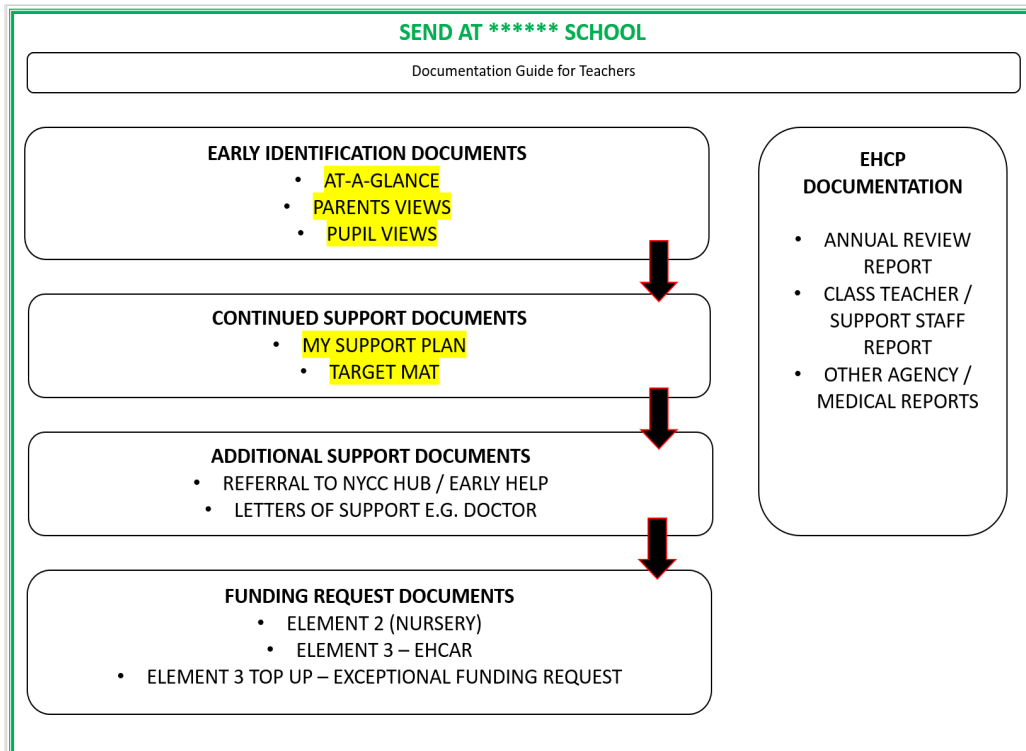 SEND AT ****** SCHOOL
Documentation Guide for Teachers
EARLY IDENTIFICATION DOCUMENTS
• AT-A-GLANCE
• PARENTS VIEWS
• PUPIL VIEWS
CONTINUED SUPPORT DOCUMENTS
• MY SUPPORT PLAN
• TARGET MAT
ADDITIONAL SUPPORT DOCUMENTS
• REFERRAL TO NYCC HUB / EARLY HELP
• LETTERS OF SUPPORT E.G. DOCTOR
FUNDING REQUEST DOCUMENTS
• ELEMENT 2 (NURSERY)
• ELEMENT 3 – EHCAR
• ELEMENT 3 TOP UP – EXCEPTIONAL FUNDING REQUEST
EHCP
DOCUMENTATION
• ANNUAL REVIEW
REPORT
• CLASS TEACHER /
SUPPORT STAFF
REPORT
• OTHER AGENCY /
MEDICAL REPORTS